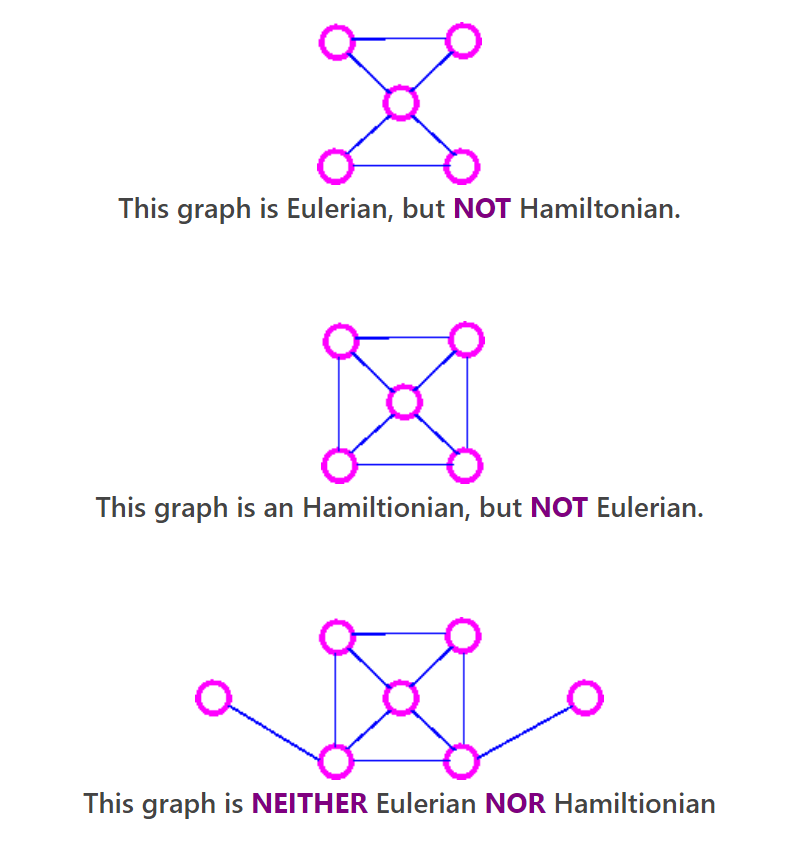 This graph is Eulerian, but NOT Hamiltonian.
This graph is an Hamiltionian, but NOT Eulerian.
This graph is NEITHER Eulerian NOR Hamiltionian